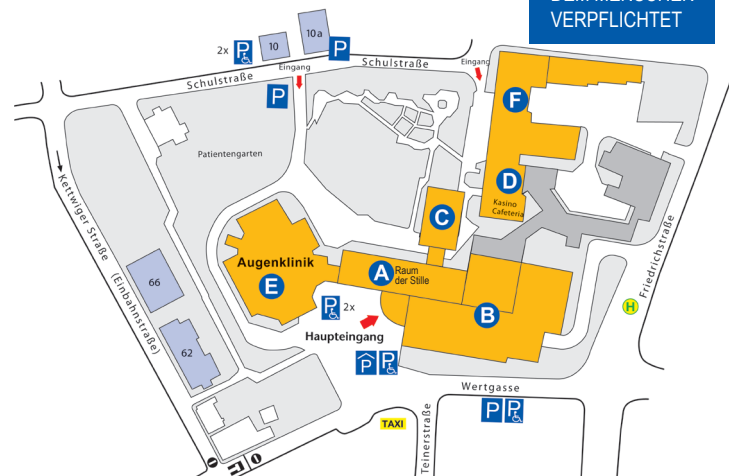 VERPFLICHTET
10
10a
2x
P
P
Eingang
Schulstraße
Schulstraße
Eingang
P
F
Patientengarten
D
Kasino
Cafeteria
C
Kettwiger Straße
(Einbahnstraße)
Augenklinik
E
A
Raum
der Stille
B
66
62
P
2x
Haupteingang
P
P
H
Friedrichstraße
Wertgasse
P
P
TAXI
Teinerstraße